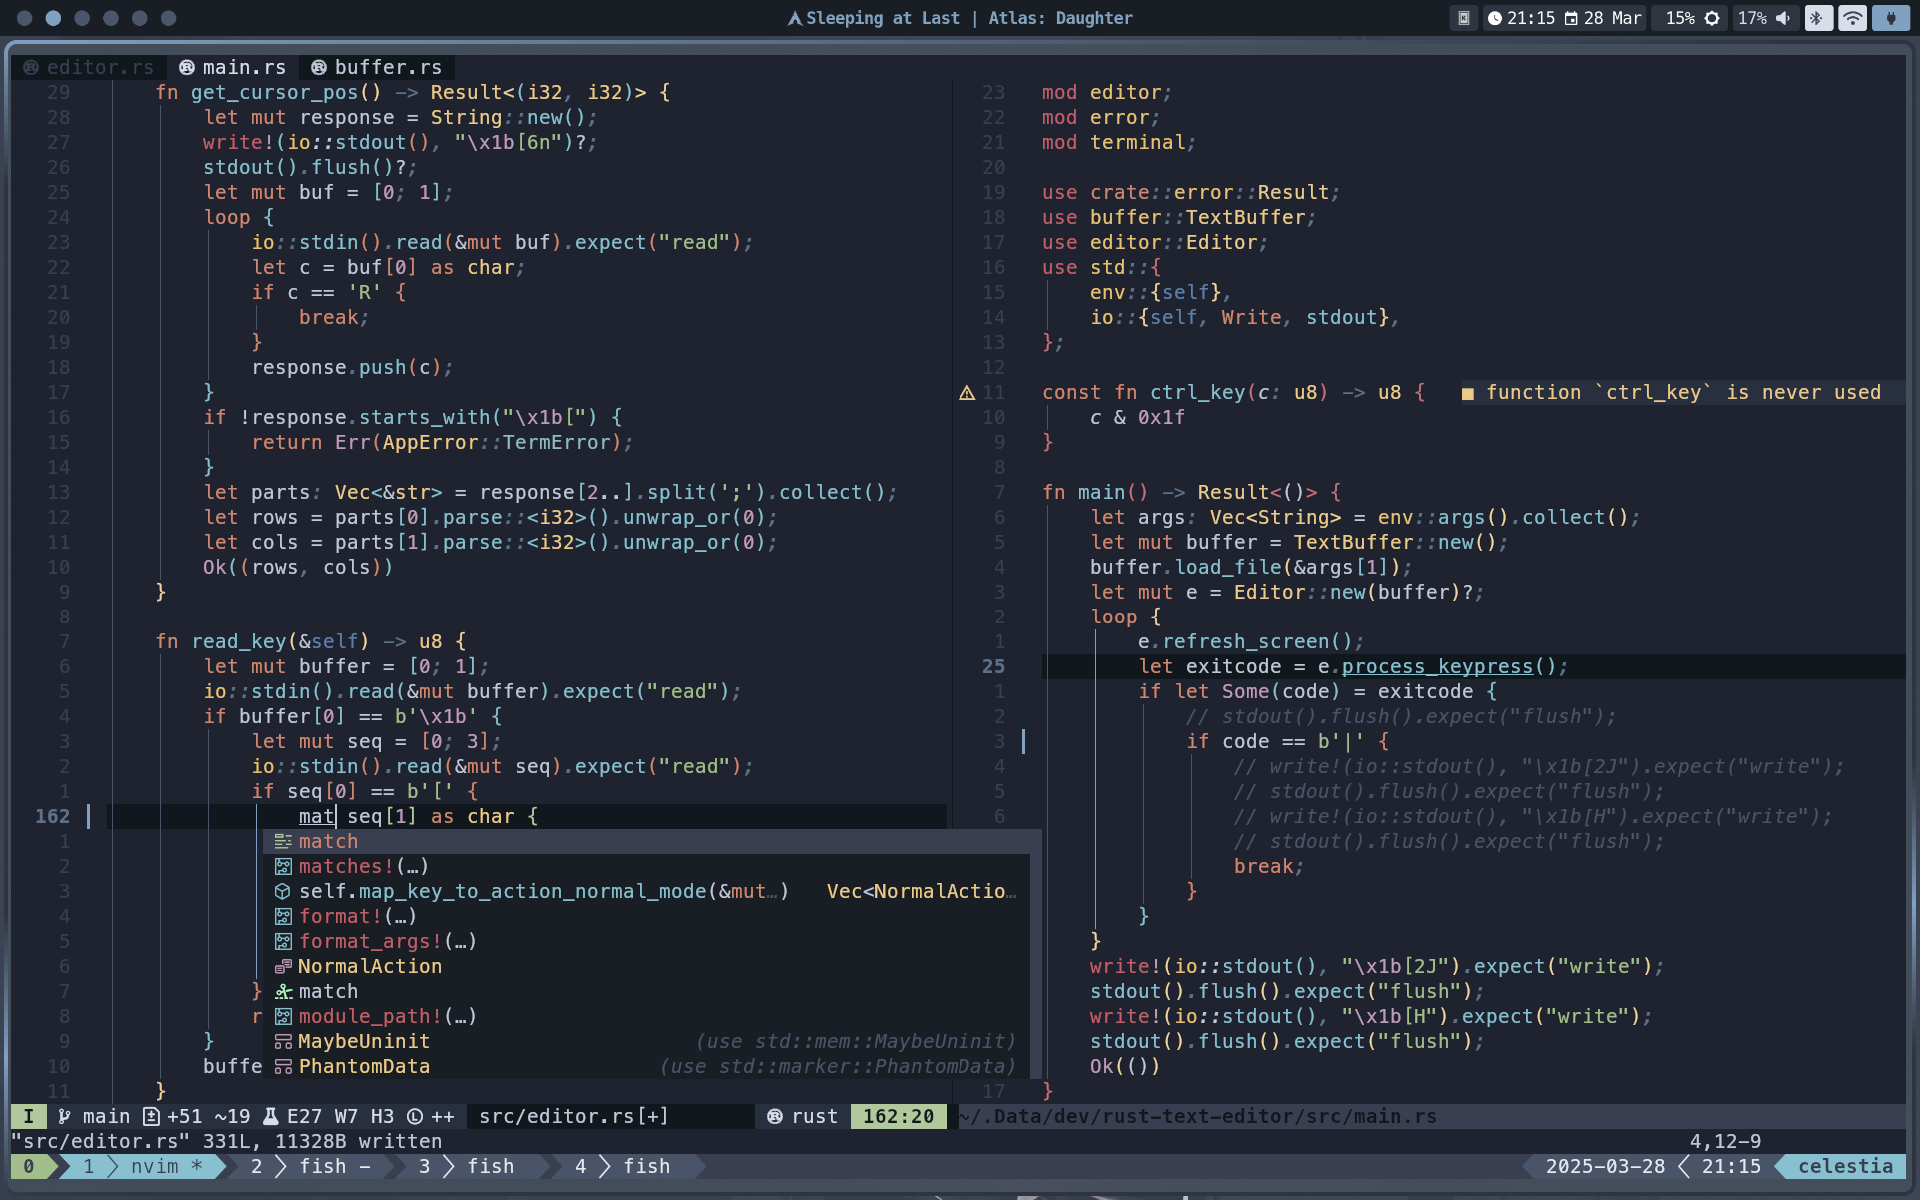 Sleeping at Last | Atlas: Daughter
21:15 28 Mar 15% 17%
editor.rs main.rs buffer.rs
29 fn get_cursor_pos() -> Result<(i32, i32)> {
28 let mut response = String::new();
27 write!(io::stdout(), "\x1b[6n")?;
26 stdout().flush()?;
25 let mut buf = [0; 1];
24 loop {
23 io::stdin().read(&mut buf).expect("read");
22 let c = buf[0] as char;
21 if c == 'R' {
20 break;
19 }
18 response.push(c);
17 }
16 if !response.starts_with("\x1b[") {
15 return Err(AppError::TermError);
14 }
13 let parts: Vec<&str> = response[2..].split(';').collect();
12 let rows = parts[0].parse::<i32>().unwrap_or(0);
11 let cols = parts[1].parse::<i32>().unwrap_or(0);
10 Ok((rows, cols))
9 }
8
7 fn read_key(&self) -> u8 {
6 let mut buffer = [0; 1];
5 io::stdin().read(&mut buffer).expect("read");
4 if buffer[0] == b'\x1b' {
3 let mut seq = [0; 3];
2 io::stdin().read(&mut seq).expect("read");
1 if seq[0] == b'[' {
162 mat seq[1] as char {
1 match
2 matches!(…)
3 self.map_key_to_action_normal_mode(&mut…) Vec<NormalActio…
4 format!(…)
5 format_args!(…)
6 NormalAction
7 } match
8 r module_path!(…)
9 } MaybeUninit (use std::mem::MaybeUninit)
10 buffe PhantomData (use std::marker::PhantomData)
11 }
23 mod editor;
22 mod error;
21 mod terminal;
20
19 use crate::error::Result;
18 use buffer::TextBuffer;
17 use editor::Editor;
16 use std::{
15 env::{self},
14 io::{self, Write, stdout},
13 };
12
11 const fn ctrl_key(c: u8) -> u8 { ■ function `ctrl_key` is never used
10 c & 0x1f
9 }
8
7 fn main() -> Result<()> {
6 let args: Vec<String> = env::args().collect();
5 let mut buffer = TextBuffer::new();
4 buffer.load_file(&args[1]);
3 let mut e = Editor::new(buffer)?;
2 loop {
1 e.refresh_screen();
25 let exitcode = e.process_keypress();
1 if let Some(code) = exitcode {
2 // stdout().flush().expect("flush");
3 if code == b'|' {
4 // write!(io::stdout(), "\x1b[2J").expect("write");
5 // stdout().flush().expect("flush");
6 // write!(io::stdout(), "\x1b[H").expect("write");
// stdout().flush().expect("flush");
break;
}
}
}
write!(io::stdout(), "\x1b[2J").expect("write");
stdout().flush().expect("flush");
write!(io::stdout(), "\x1b[H").expect("write");
stdout().flush().expect("flush");
Ok(())
17 }
I main +51 ~19 E27 W7 H3 ++ src/editor.rs[+] rust 162:20 ~/.Data/dev/rust-text-editor/src/main.rs
"src/editor.rs" 331L, 11328B written 4,12-9
0 1 nvim * 2 fish - 3 fish 4 fish 2025-03-28 21:15 celestia